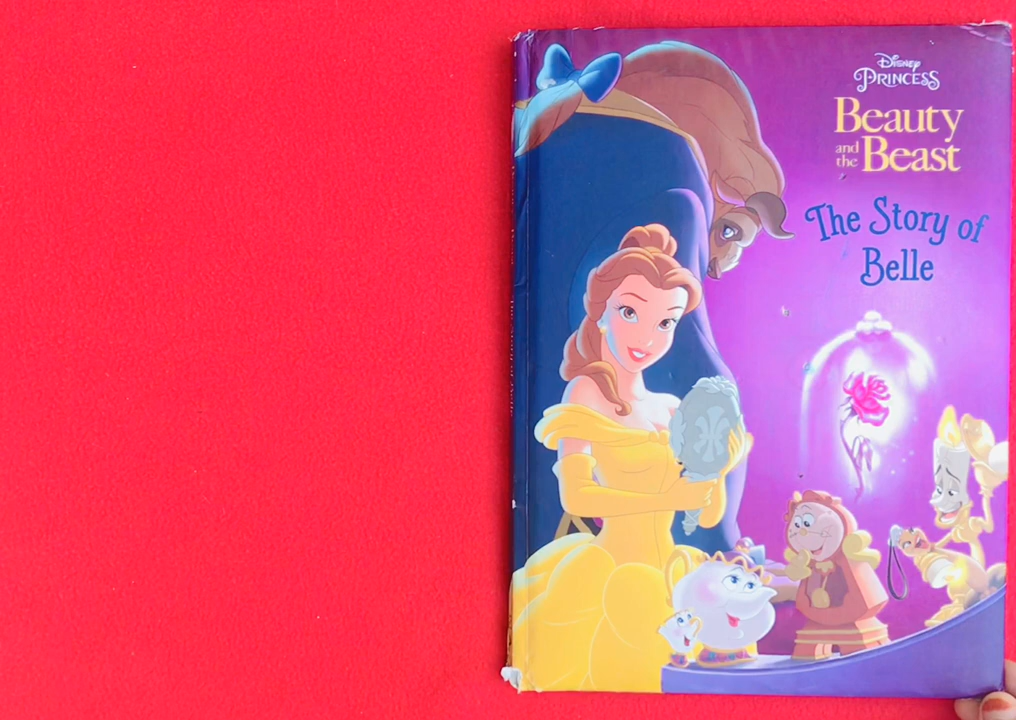 Disney
PRINCESS
Beauty
and the Beast
The Story of
Belle